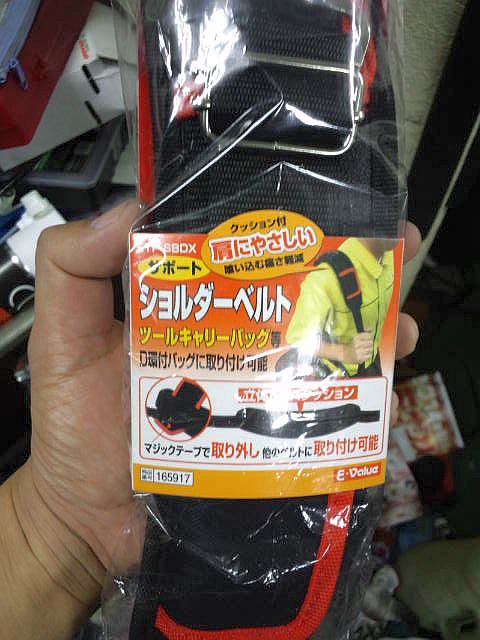 SBDX
クッション付
肩にやさしい
喰い込む痛さ軽減
サポート
ショルダーベルト
ツールキャリーバッグ等
D環付バッグに取り付け可能
立体 クッション
マジックテープで取り外し 他のベルトに取り付け可能
165917
E-Value